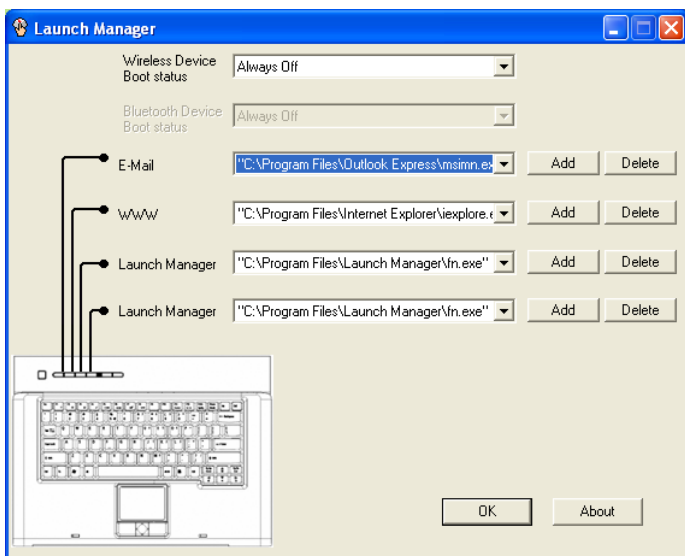 Launch Manager
Wireless Device
Boot status
Always Off
Bluetooth Device
Boot status
Always Off
E-Mail
"C:\Program Files\Outlook Express\msimn.ex
Add
Delete
WWW
"C:\Program Files\Internet Explorer\iexplore.e
Add
Delete
Launch Manager
"C:\Program Files\Launch Manager\fn.exe"
Add
Delete
Launch Manager
"C:\Program Files\Launch Manager\fn.exe"
Add
Delete
OK
About